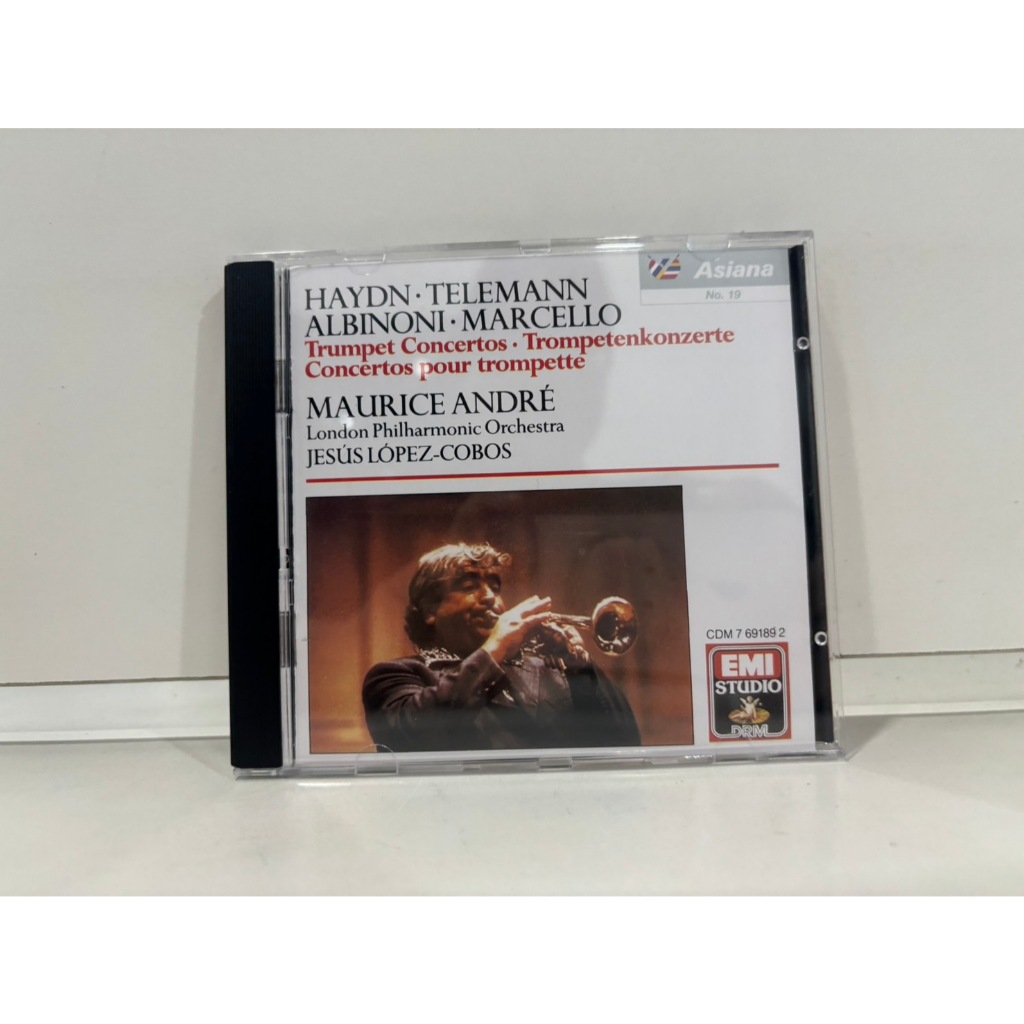 Asiana
No. 19
HAYDN · TELEMANN
ALBINONI · MARCELLO
Trumpet Concertos · Trompetenkonzerte
Concertos pour trompette
MAURICE ANDRÉ
London Philharmonic Orchestra
JESÚS LÓPEZ-COBOS
CDM 7 69189 2
EMI
STUDIO
DRM